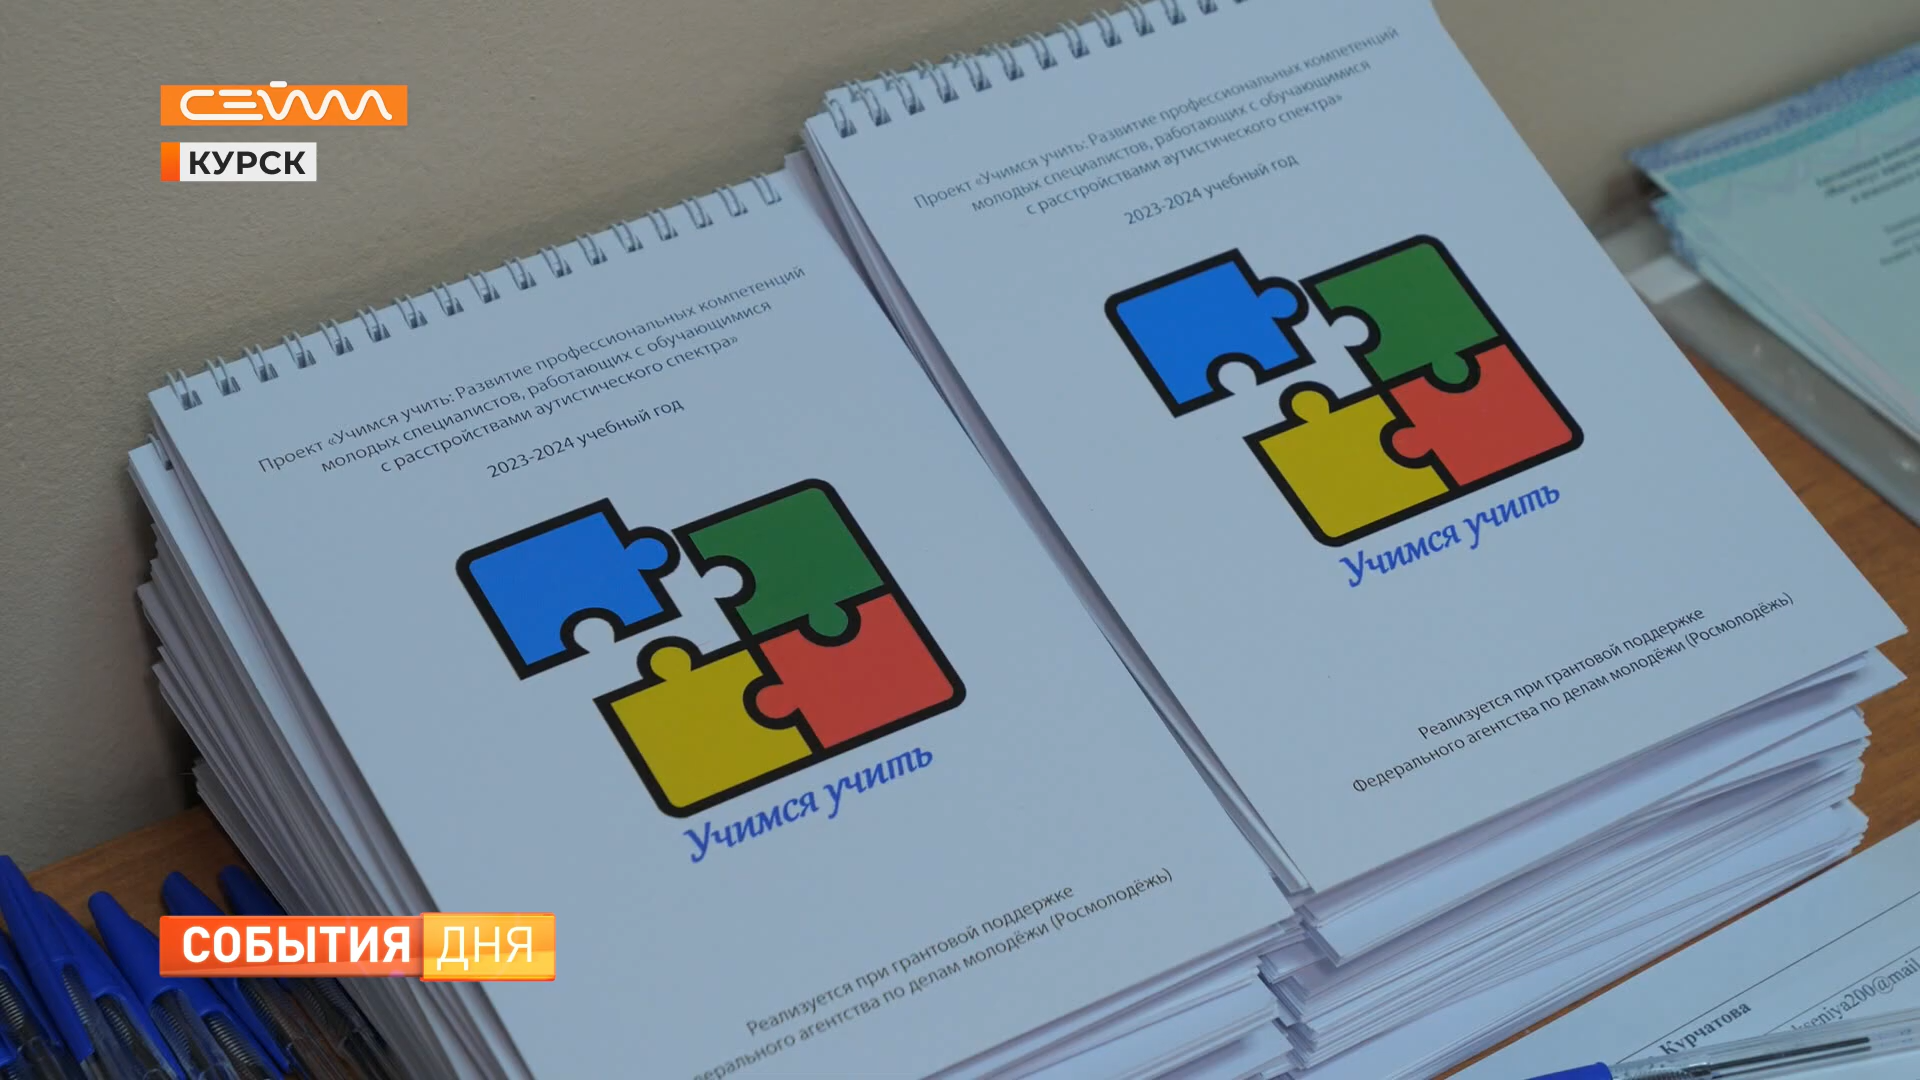 СЕЙМ
КУРСК
Проект «Учимся учить: Развитие профессиональных компетенций
молодых специалистов, работающих с обучающимися
с расстройствами аутистического спектра»
2023-2024 учебный год
Учимся учить
Реализуется при грантовой поддержке
Федерального агентства по делам молодёжи (Росмолодёжь)
Проект «Учимся учить: Развитие профессиональных компетенций
молодых специалистов, работающих с обучающимися
с расстройствами аутистического спектра»
2023-2024 учебный год
Учимся учить
Реализуется при грантовой поддержке
агентства по делам молодёжи (Росмолодёжь)
СОБЫТИЯ ДНЯ
Курчатова